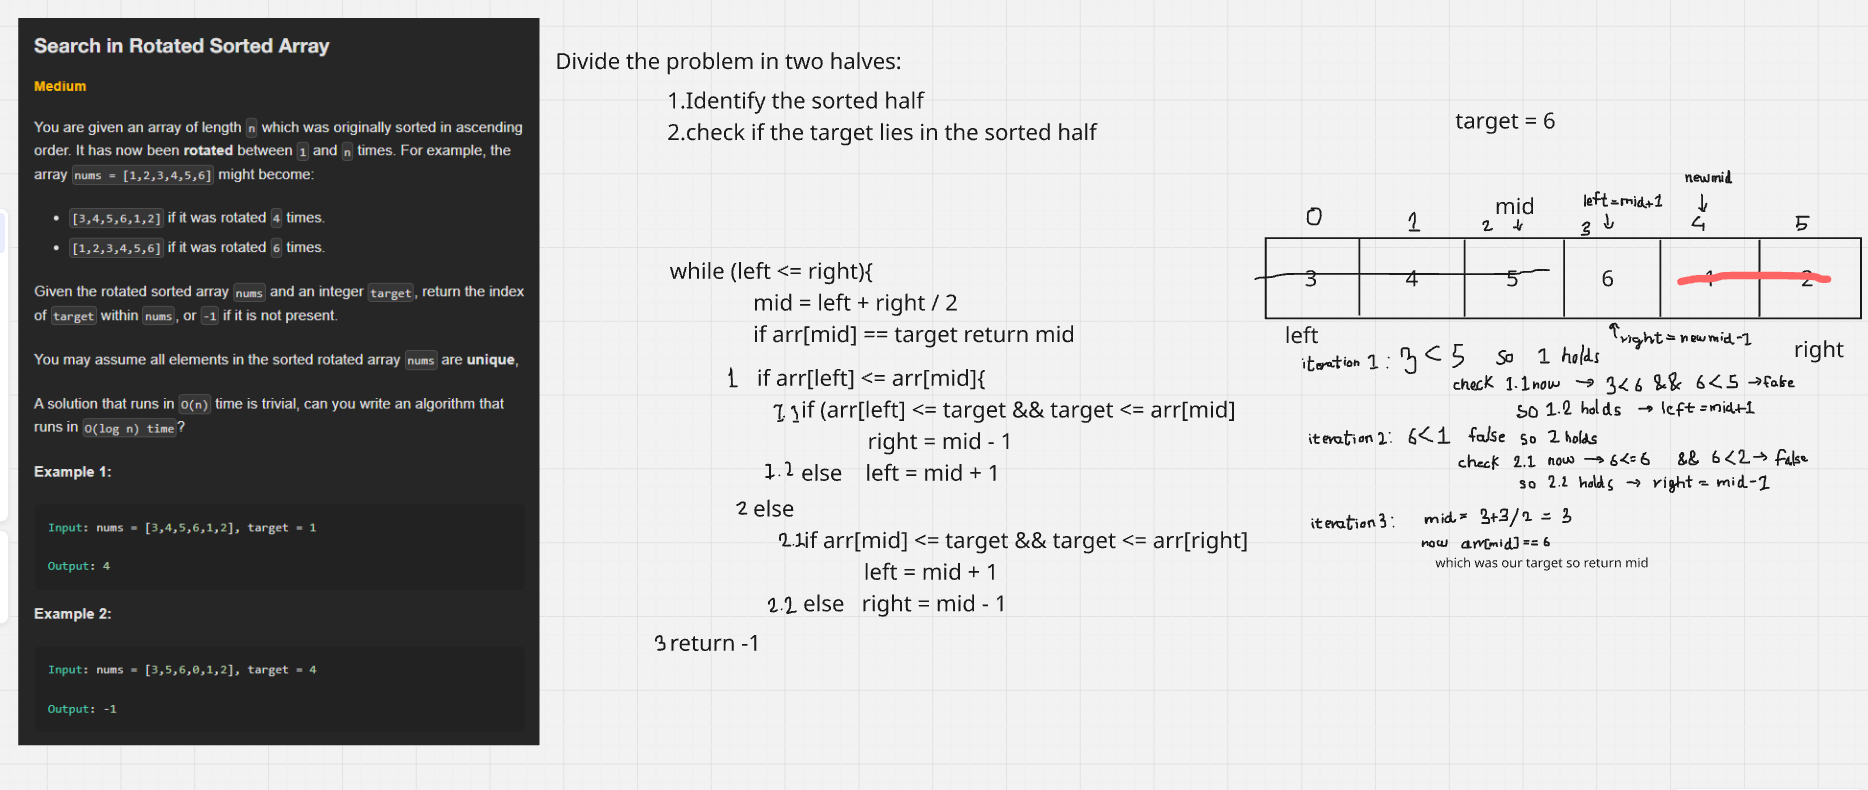 Search in Rotated Sorted Array
Medium
You are given an array of length n which was originally sorted in ascending
order. It has now been rotated between 1 and n times. For example, the
array nums = [1,2,3,4,5,6] might become:
• [3,4,5,6,1,2] if it was rotated 4 times.
• [1,2,3,4,5,6] if it was rotated 6 times.
Given the rotated sorted array nums and an integer target, return the index
of target within nums, or -1 if it is not present.
You may assume all elements in the sorted rotated array nums are unique,
A solution that runs in O(n) time is trivial, can you write an algorithm that
runs in O(log n) time?
Example 1:
Input: nums = [3,4,5,6,1,2], target = 1
Output: 4
Example 2:
Input: nums = [3,5,6,0,1,2], target = 4
Output: -1
Divide the problem in two halves:
1.Identify the sorted half
2.check if the target lies in the sorted half
while (left <= right){
mid = left + right / 2
if arr[mid] == target return mid
1 if arr[left] <= arr[mid]{
1.1 if (arr[left] <= target && target <= arr[mid]
right = mid - 1
1.2 else left = mid + 1
2 else
2.1 if arr[mid] <= target && target <= arr[right]
left = mid + 1
2.2 else right = mid - 1
3 return -1
target = 6
newmid
mid left=mid+1
0 1 2 3 4 5
3 4 5 6 1 2
left right=newmid-1 right
iteration 1: 3 < 5 so 1 holds
check 1.1 now → 3<6 && 6<5 → false
so 1.2 holds → left=mid+1
iteration2: 6<1 false so 2 holds
check 2.1 now → 6<=6 && 6<2 → false
so 2.2 holds → right = mid-1
iteration3: mid = 3+3/2 = 3
now arr[mid] == 6
which was our target so return mid